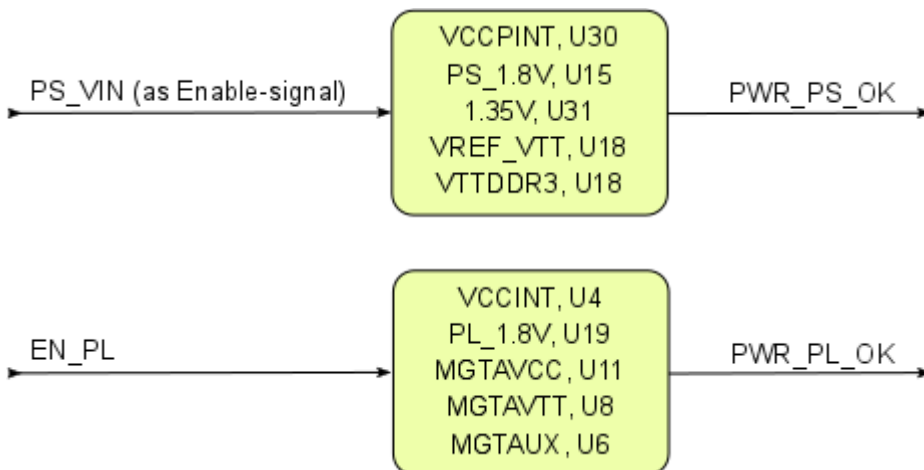 PS_VIN (as Enable-signal)
VCCPINT, U30
PS_1.8V, U15
1.35V, U31
VREF_VTT, U18
VTTDDR3, U18
PWR_PS_OK
EN_PL
VCCINT, U4
PL_1.8V, U19
MGTAVCC, U11
MGTAVTT, U8
MGTAUX, U6
PWR_PL_OK